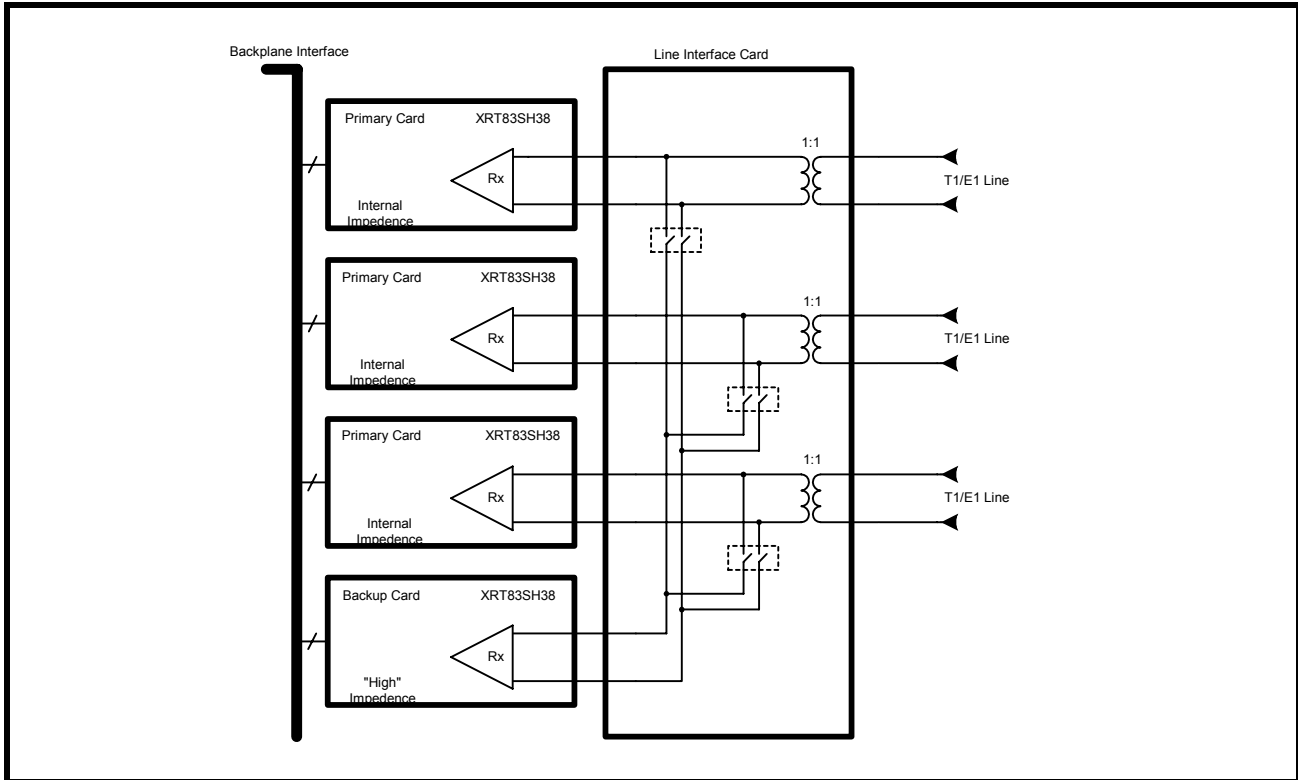 Backplane Interface
Line Interface Card
Primary Card XRT83SH38
Rx
Internal
Impedence
1:1
T1/E1 Line
Primary Card XRT83SH38
Rx
Internal
Impedence
1:1
T1/E1 Line
Primary Card XRT83SH38
Rx
Internal
Impedence
1:1
T1/E1 Line
Backup Card XRT83SH38
Rx
"High"
Impedence